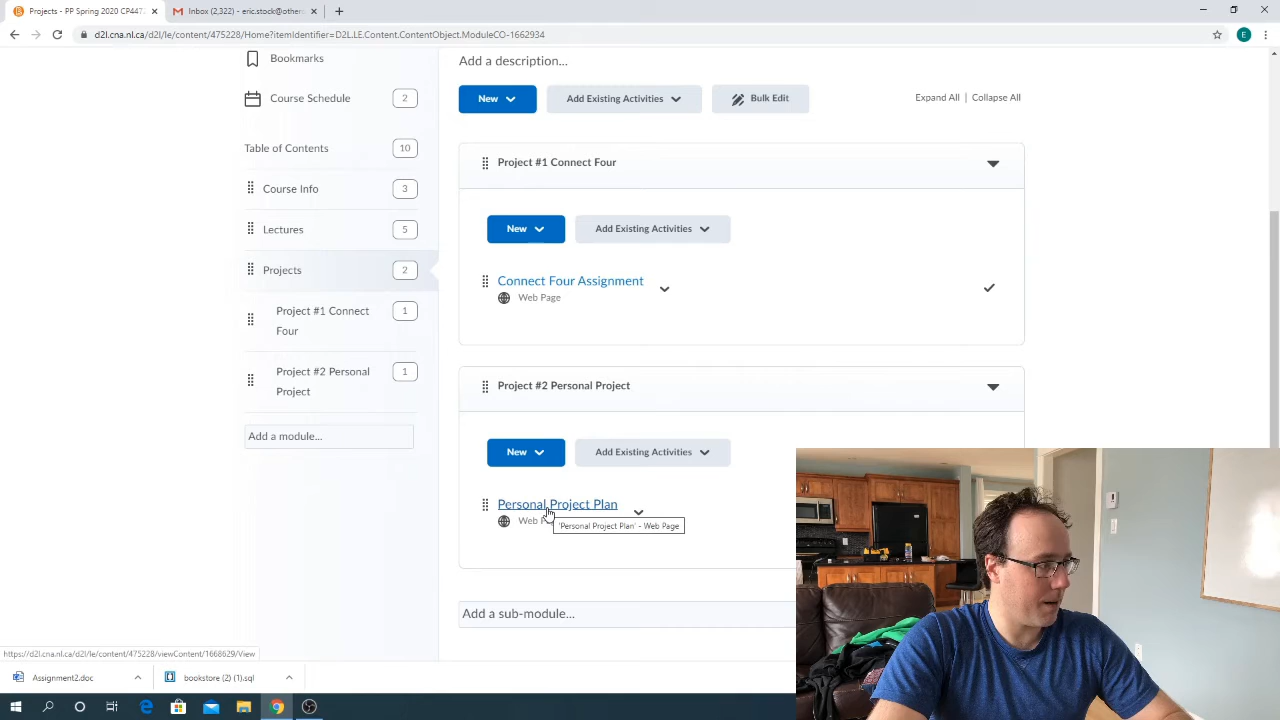 Projects - PP Spring 2020 CP447
Inbox (2,322) - eric.stock@other
d2l.cna.nl.ca/d2l/le/content/475228/Home?itemIdentifier=D2L.LE.Content.ContentObject.ModuleCO-1662934
E
Bookmarks
Course Schedule
2
Table of Contents
10
Course Info
3
Lectures
5
Projects
2
Project #1 Connect
Four
1
Project #2 Personal
Project
1
Add a module...
Add a description...
New
Add Existing Activities
Bulk Edit
Expand All | Collapse All
Project #1 Connect Four
New
Add Existing Activities
Connect Four Assignment
Web Page
Project #2 Personal Project
New
Add Existing Activities
Personal Project Plan
Web
'Personal Project Plan' - Web Page
Add a sub-module...
https://d2l.cna.nl.ca/d2l/le/content/475228/viewContent/1668629/View
Assignment2.doc
bookstore (2) (1).sql